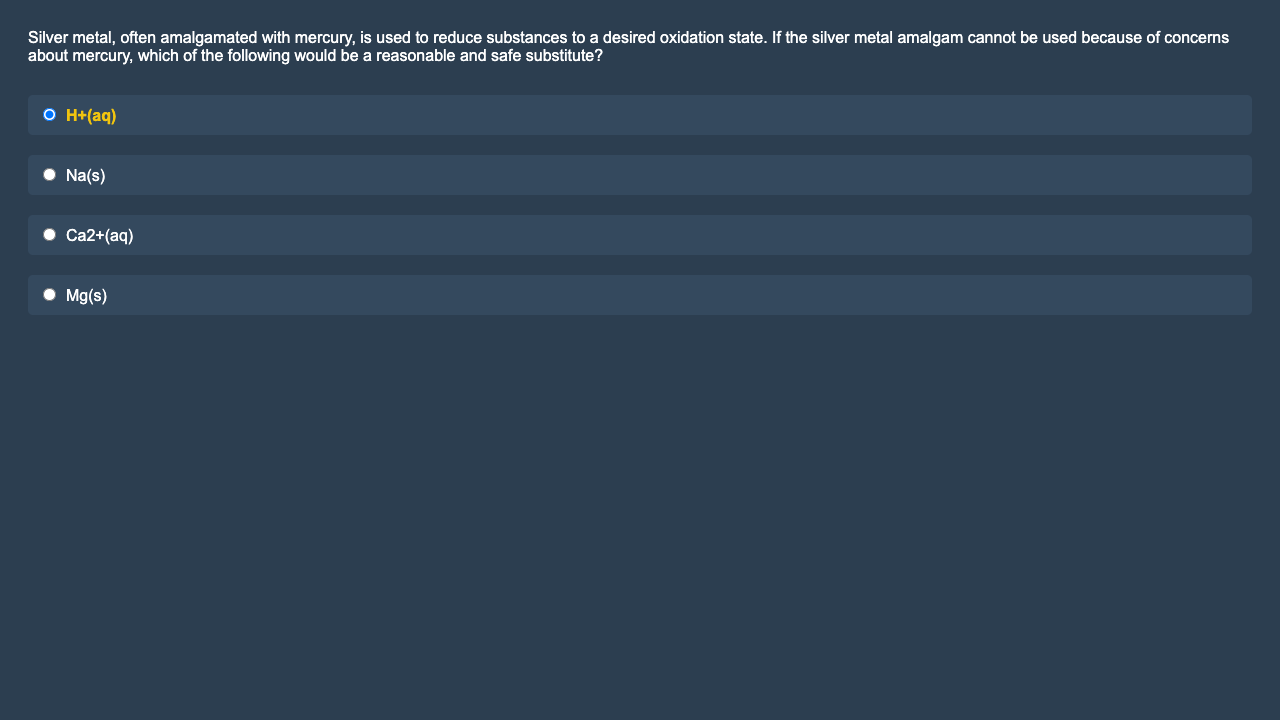 Silver metal, often amalgamated with mercury, is used to reduce substances to a desired oxidation state. If the silver metal amalgam cannot be used because of concerns
about mercury, which of the following would be a reasonable and safe substitute?
H+(aq)
Na(s)
Ca2+(aq)
Mg(s)